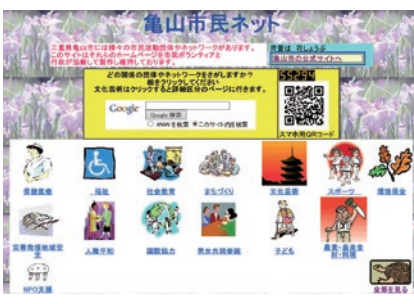 亀山市民ネット
三重県亀山市には様々の市民活動団体やネットワークがあります。
このサイトはそれらのホームページを市民ボランティアと
行政が協働して製作し維持しております。
背景は 花しょうぶ
亀山市の公式サイトへ
どの関係の団体やネットワークをさがしますか？
絵をクリックしてください
文化芸術はクリックすると詳細区分のページに行きます。
55294
Google
Google 検索
WWW を検索 このサイト内を検索
スマホ用QRコード
保健医療
福祉
社会教育
まちづくり
文化芸術
スポーツ
環境保全
災害救援地域安全
人権平和
国際協力
男女共同参画
子ども
NPO支援
全部を見る